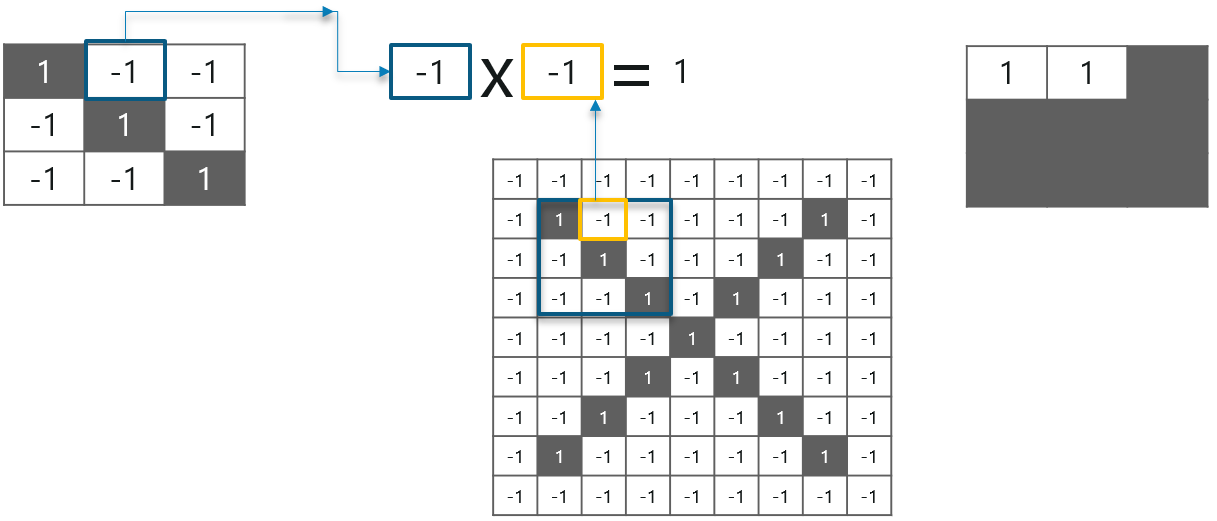 1 -1 -1
-1 1 -1
-1 -1 1
-1 X -1 = 1
1 1
-1 -1 -1 -1 -1 -1 -1 -1 -1
-1 1 -1 -1 -1 -1 -1 1 -1
-1 -1 1 -1 -1 -1 1 -1 -1
-1 -1 -1 1 -1 1 -1 -1 -1
-1 -1 -1 -1 1 -1 -1 -1 -1
-1 -1 -1 1 -1 1 -1 -1 -1
-1 -1 1 -1 -1 -1 1 -1 -1
-1 1 -1 -1 -1 -1 -1 1 -1
-1 -1 -1 -1 -1 -1 -1 -1 -1